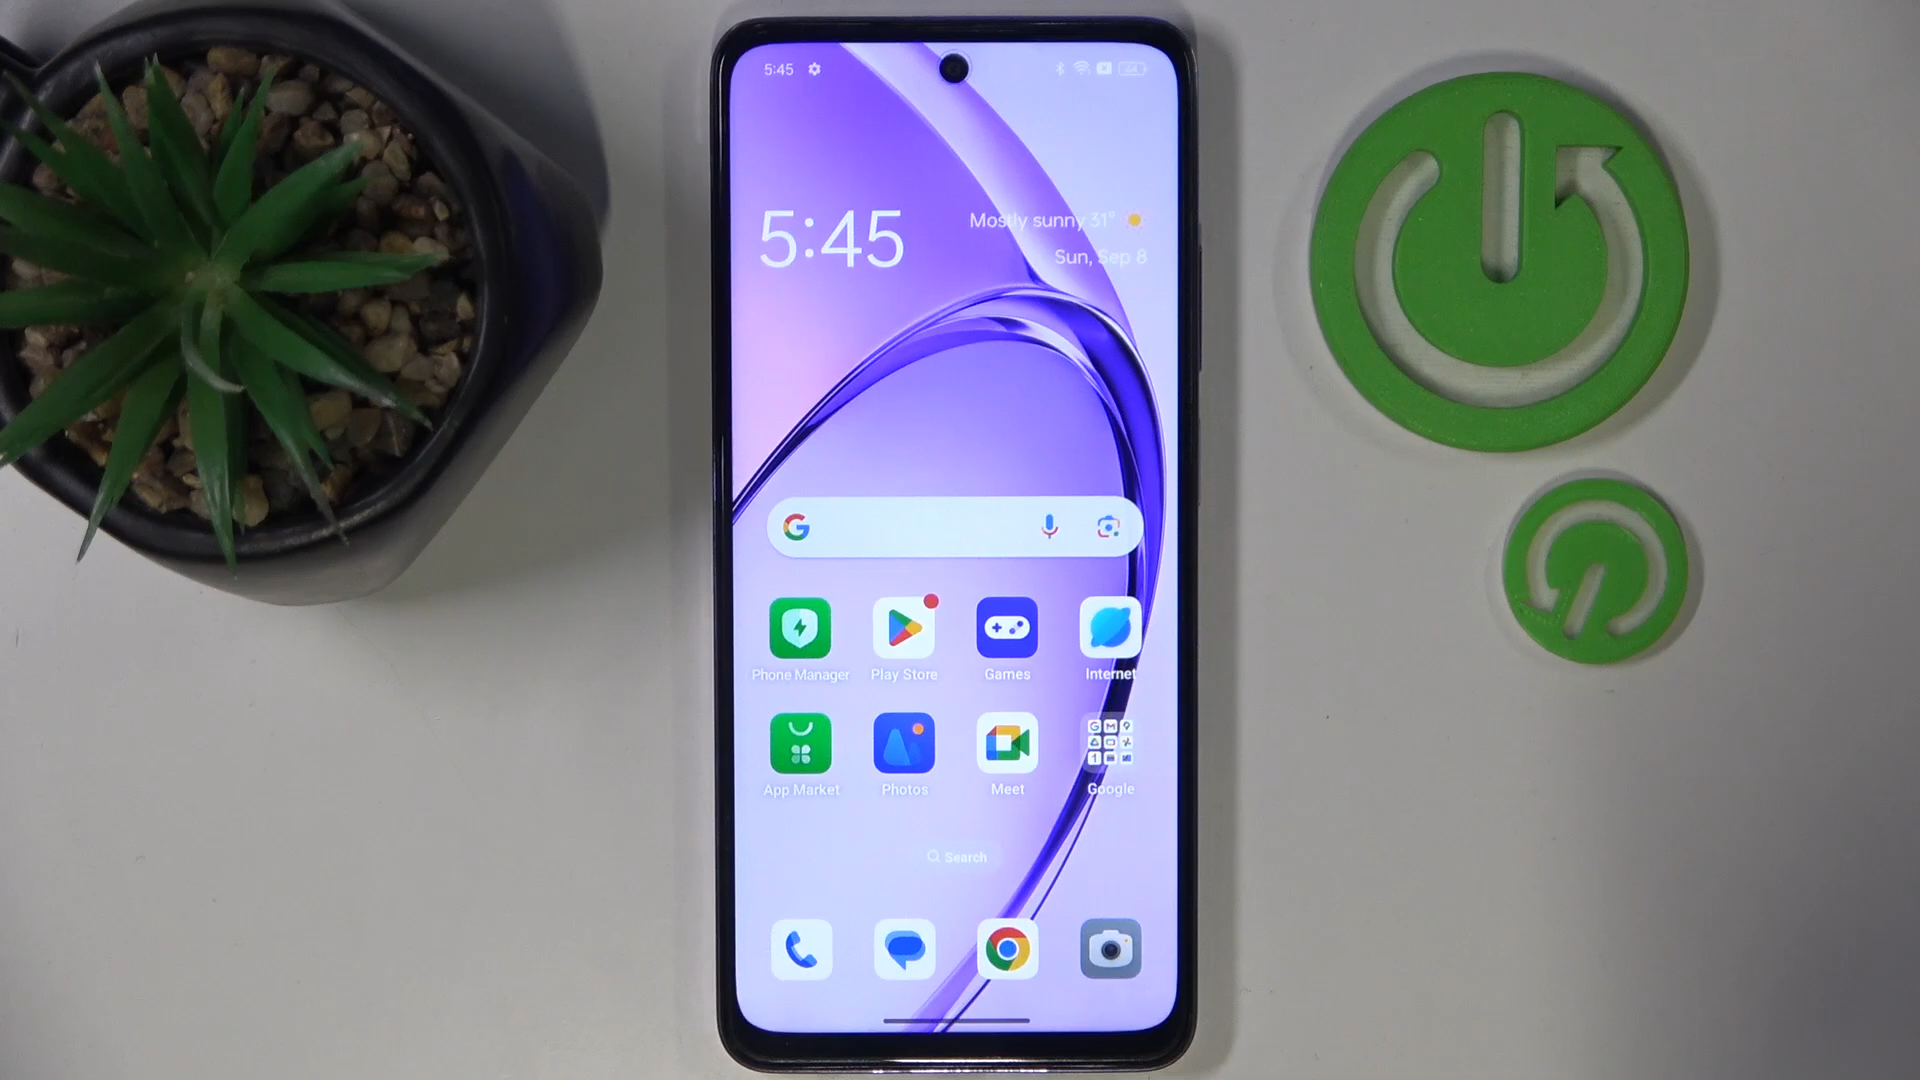 5:45
5:45
Mostly sunny 31°
Sun, Sep 8
Phone Manager
Play Store
Games
Internet
App Market
Photos
Meet
Google
Search